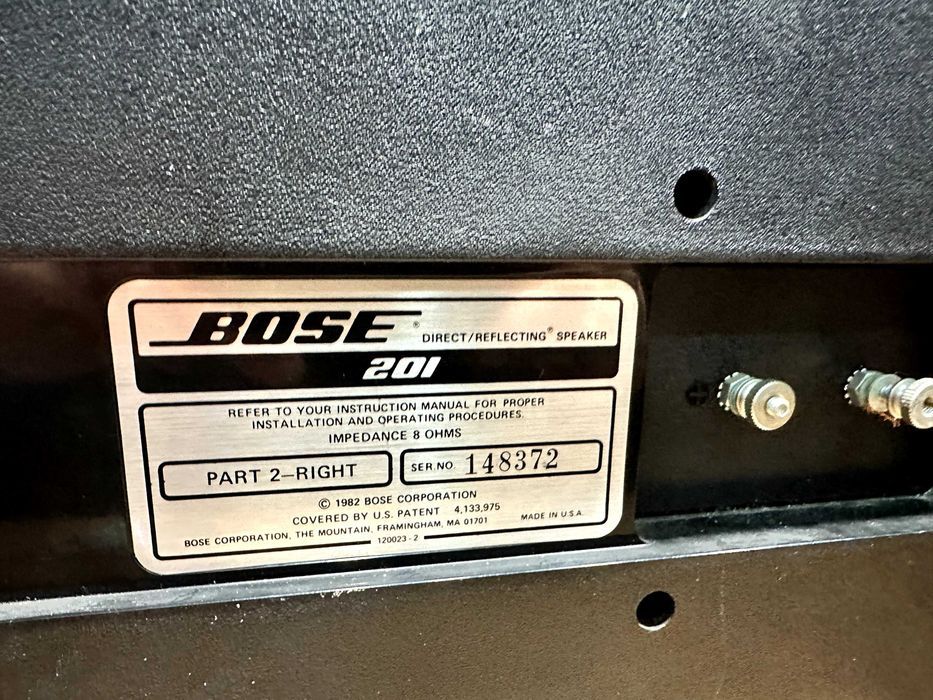 BOSE® DIRECT/REFLECTING® SPEAKER
201
REFER TO YOUR INSTRUCTION MANUAL FOR PROPER
INSTALLATION AND OPERATING PROCEDURES.
IMPEDANCE 8 OHMS
PART 2-RIGHT
SER.NO 148372
© 1982 BOSE CORPORATION
COVERED BY U.S. PATENT 4,133,975
MADE IN U.S.A.
BOSE CORPORATION, THE MOUNTAIN, FRAMINGHAM, MA 01701
120023-2
+